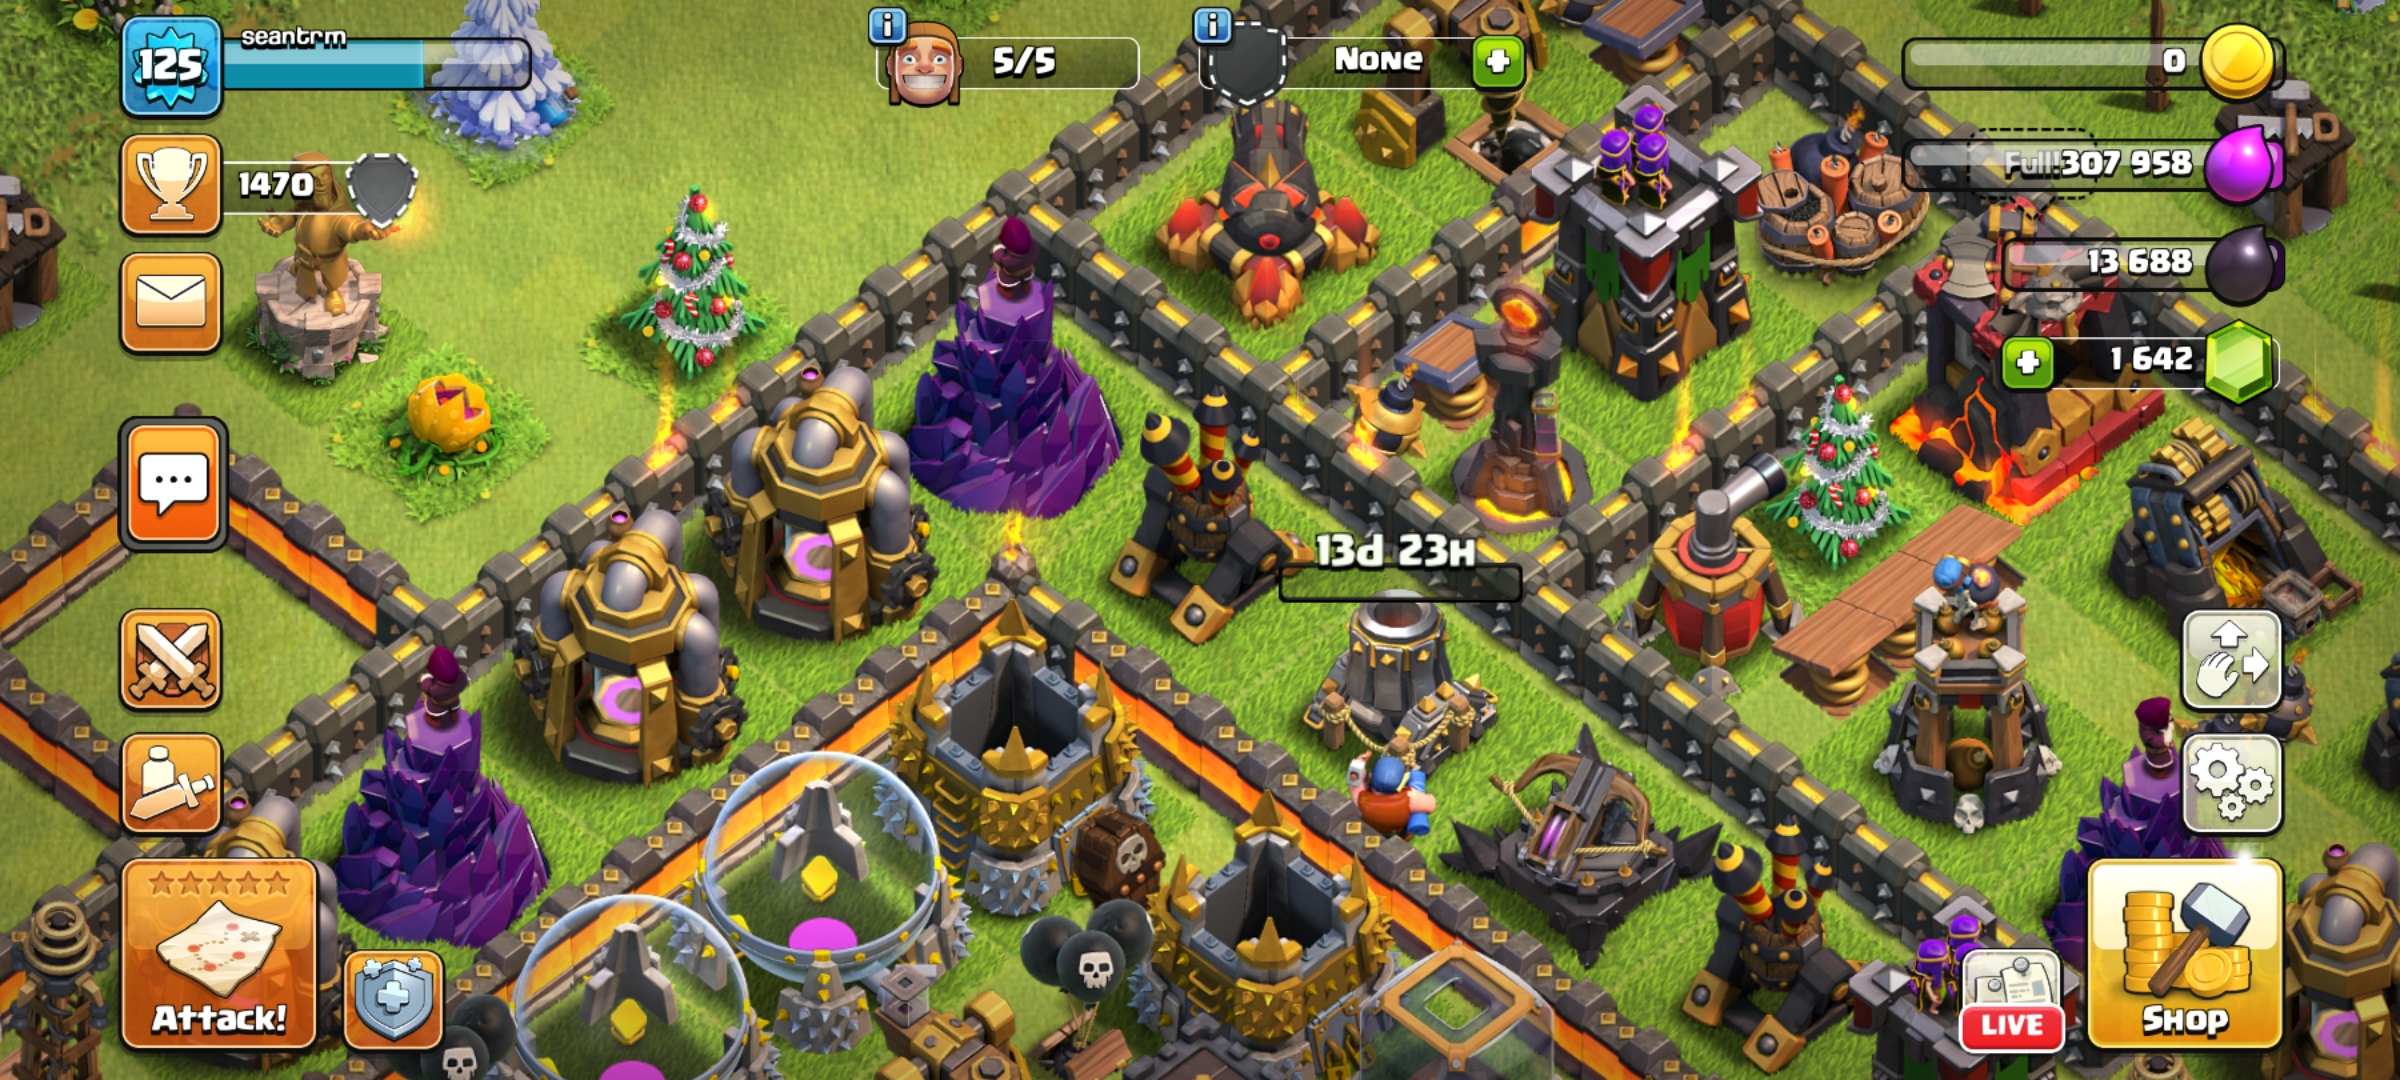 125
seantrm
5/5
None
0
1470
Full!
307 958
13 688
1 642
13d 23H
Attack!
LIVE
Shop